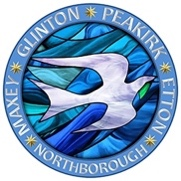 MAXEY * GLINTON * PEAKIRK * ETTON *
NORTHBOROUGH